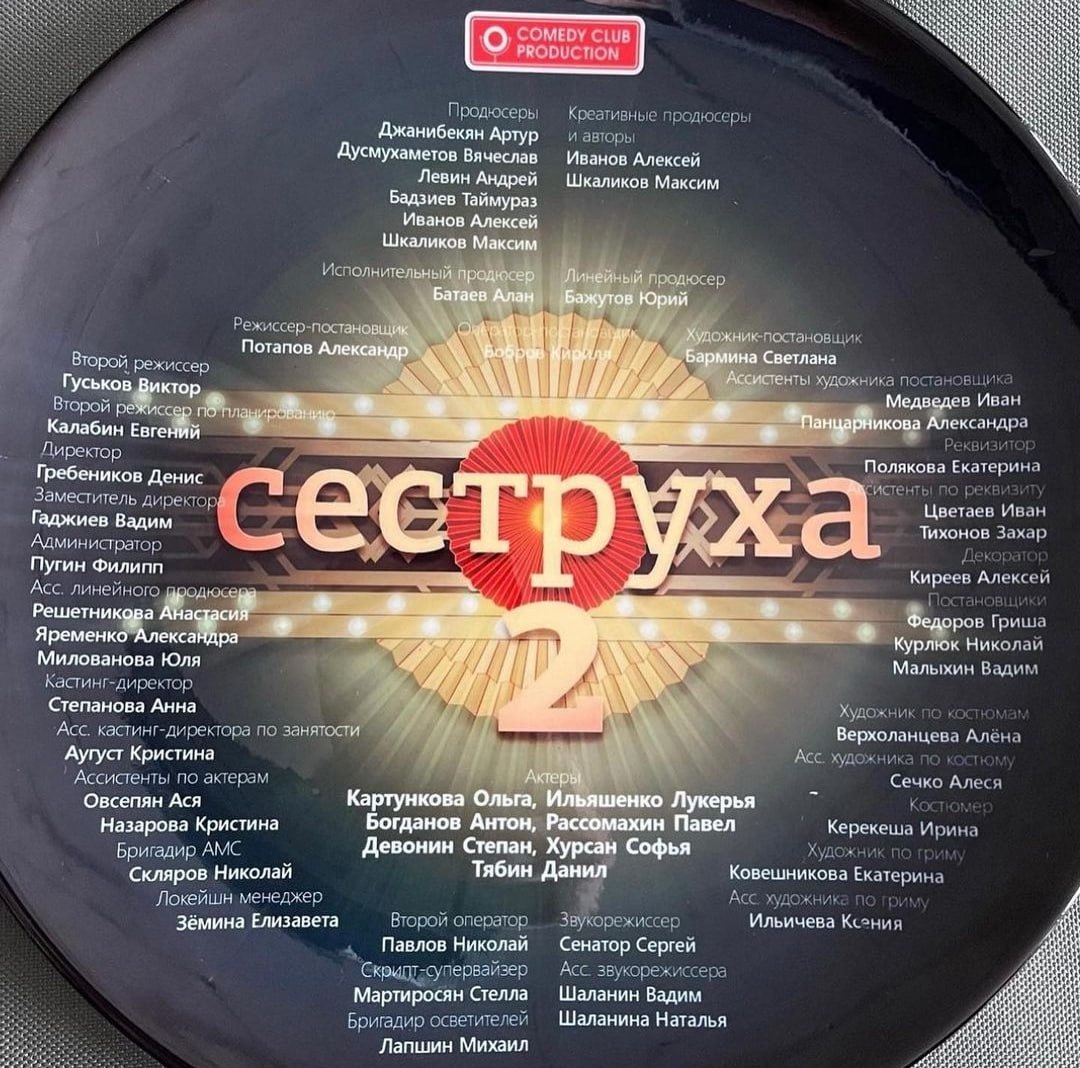 COMEDY CLUB
PRODUCTION
Продюсеры
Джанибекян Артур
Дусмухаметов Вячеслав
Левин Андрей
Бадзиев Таймураз
Иванов Алексей
Шкаликов Максим
Креативные продюсеры
и авторы
Иванов Алексей
Шкаликов Максим
Исполнительный продюсер
Батаев Алан
Линейный продюсер
Бажутов Юрий
Режиссер-постановщик
Потапов Александр
Оператор-постановщик
Бобров Кирилл
Художник-постановщик
Бармина Светлана
Второй режиссер
Гуськов Виктор
Второй режиссер по планированию
Калабин Евгений
Директор
Гребеников Денис
Заместитель директора
Гаджиев Вадим
Администратор
Пугин Филипп
Асс. линейного продюсера
Решетникова Анастасия
Яременко Александра
Милованова Юля
Кастинг-директор
Степанова Анна
Асс. кастинг-директора по занятости
Аугуст Кристина
Ассистенты по актерам
Овсепян Ася
Назарова Кристина
Бригадир АМС
Скляров Николай
Локейшн менеджер
Зёмина Елизавета
сеструха
2
Ассистенты художника постановщика
Медведев Иван
Панцарникова Александра
Реквизитор
Полякова Екатерина
Ассистенты по реквизиту
Цветаев Иван
Тихонов Захар
Декоратор
Киреев Алексей
Постановщики
Федоров Гриша
Курлюк Николай
Малыхин Вадим
Художник по костюмам
Верхоланцева Алёна
Асс. художника по костюму
Сечко Алеся
Костюмер
Керекеша Ирина
Художник по гриму
Ковешникова Екатерина
Асс. художника по гриму
Ильичева Ксения
Актеры
Картункова Ольга, Ильяшенко Лукерья
Богданов Антон, Рассомахин Павел
Девонин Степан, Хурсан Софья
Тябин Данил
Второй оператор
Павлов Николай
Скрипт-супервайзер
Мартиросян Стелла
Бригадир осветителей
Лапшин Михаил
Звукорежиссер
Сенатор Сергей
Асс. звукорежиссера
Шаланин Вадим
Шаланина Наталья